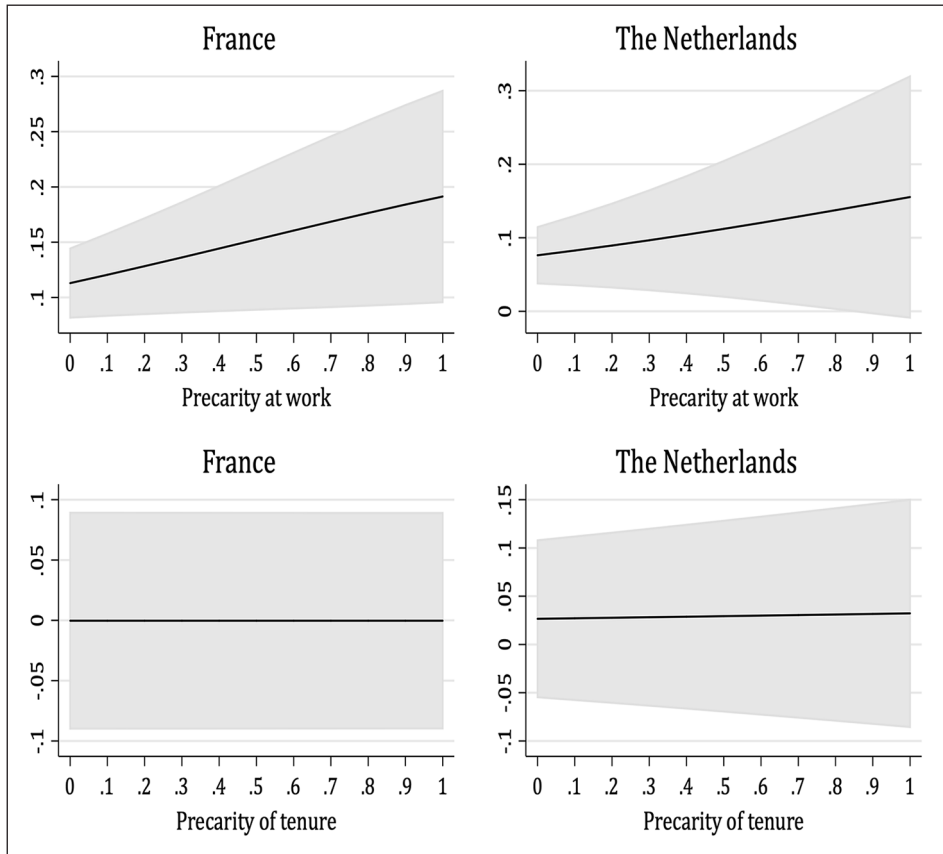 France
.3
.25
.2
.15
.1
0 .1 .2 .3 .4 .5 .6 .7 .8 .9 1
Precarity at work
The Netherlands
.3
.2
.1
0
0 .1 .2 .3 .4 .5 .6 .7 .8 .9 1
Precarity at work
France
.1
.05
0
-.05
-.1
0 .1 .2 .3 .4 .5 .6 .7 .8 .9 1
Precarity of tenure
The Netherlands
.15
.1
.05
0
-.05
-.1
0 .1 .2 .3 .4 .5 .6 .7 .8 .9 1
Precarity of tenure